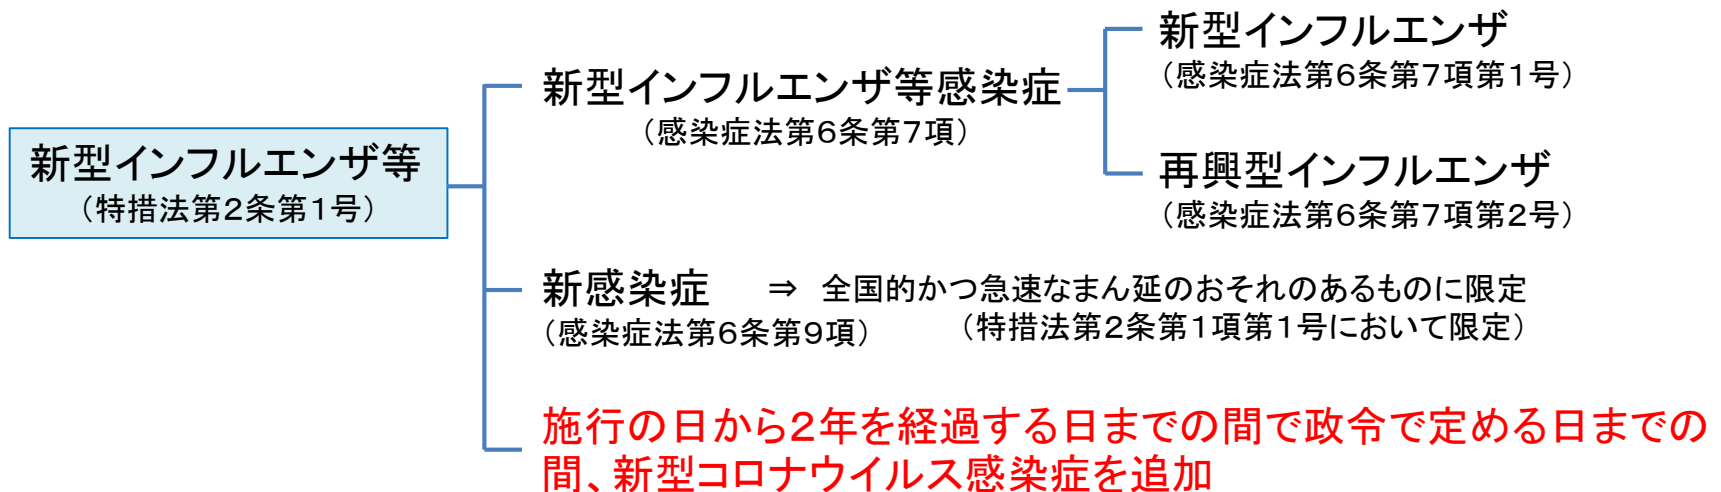 新型インフルエンザ等
（特措法第２条第１号）
新型インフルエンザ等感染症
（感染症法第６条第７項）
新型インフルエンザ
（感染症法第６条第７項第１号）
再興型インフルエンザ
（感染症法第６条第７項第２号）
新感染症　⇒　全国的かつ急速なまん延のおそれのあるものに限定
（感染症法第６条第９項）　（特措法第２条第１項第１号において限定）
施行の日から２年を経過する日までの間で政令で定める日までの
間、新型コロナウイルス感染症を追加